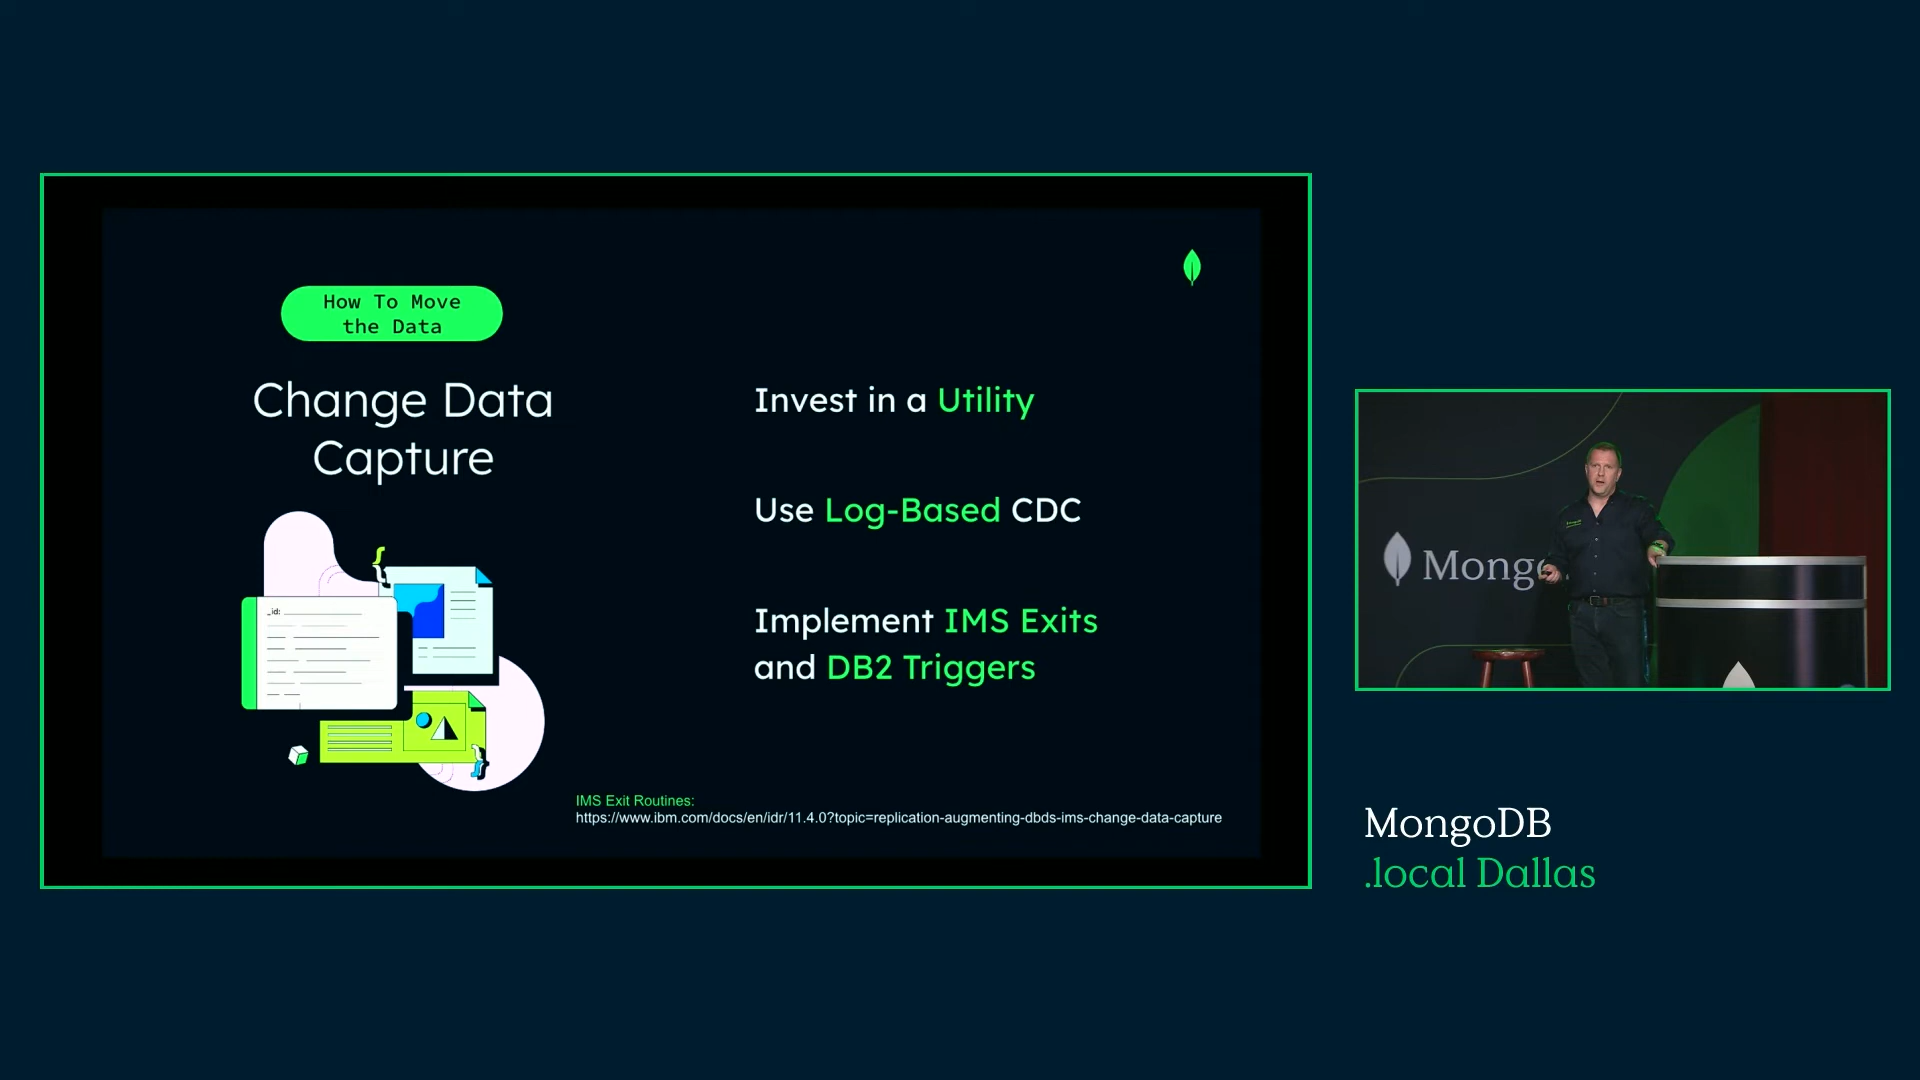 How To Move
the Data
Change Data
Capture
_id:
Invest in a Utility
Use Log-Based CDC
Implement IMS Exits
and DB2 Triggers
IMS Exit Routines:
https://www.ibm.com/docs/en/idr/11.4.0?topic=replication-augmenting-dbds-ims-change-data-capture
Mongo
MongoDB
.local Dallas